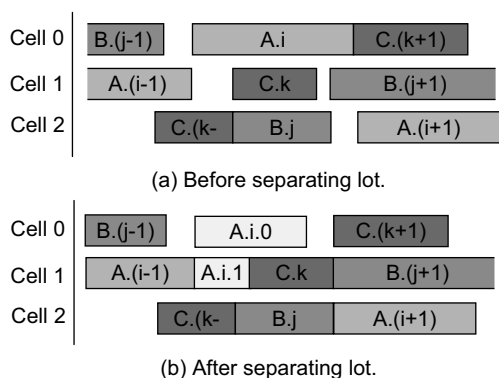 Cell 0 B.(j-1) A.i C.(k+1)
Cell 1 A.(i-1) C.k B.(j+1)
Cell 2 C.(k- B.j A.(i+1)
(a) Before separating lot.
Cell 0 B.(j-1) A.i.0 C.(k+1)
Cell 1 A.(i-1) A.i.1 C.k B.(j+1)
Cell 2 C.(k- B.j A.(i+1)
(b) After separating lot.